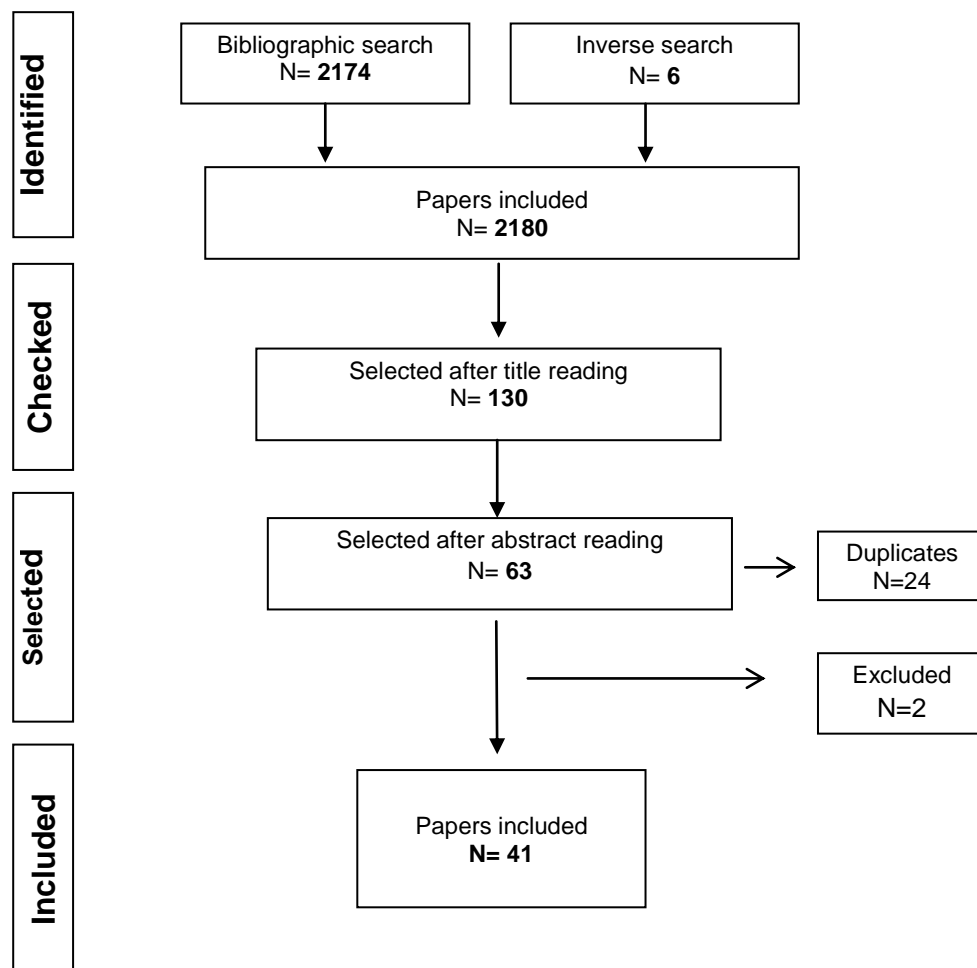 Identified
Bibliographic search
N= 2174
Inverse search
N= 6
Papers included
N= 2180
Checked
Selected after title reading
N= 130
Selected
Selected after abstract reading
N= 63
Duplicates
N=24
Excluded
N=2
Included
Papers included
N= 41